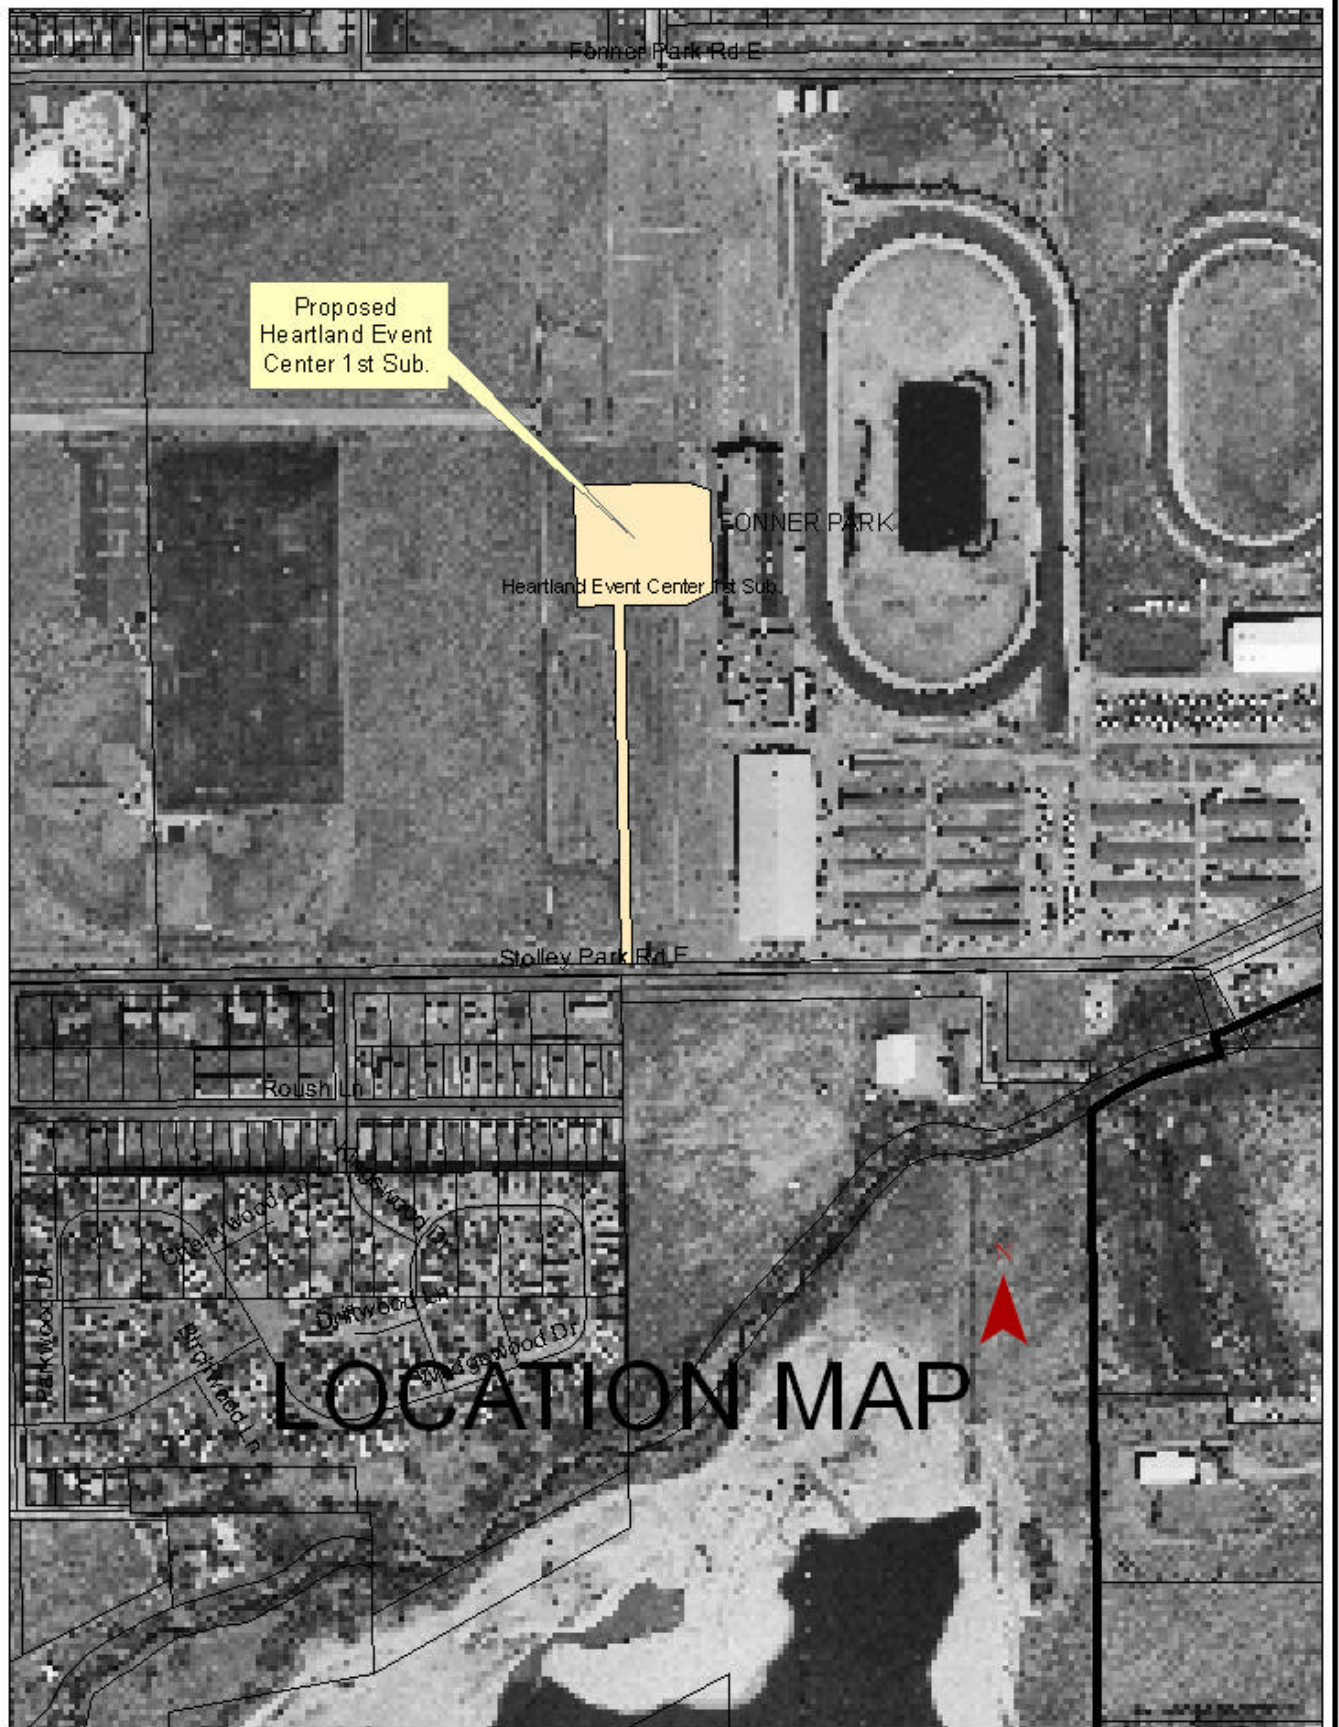 Fonner Park Rd E
Proposed
Heartland Event
Center 1st Sub.
FONNER PARK
Heartland Event Center 1st Sub.
Stolley Park Rd E
Roush Ln
Kingswood Dr
Cherrywood Ln
N
Parkwood Dr
Driftwood Ln
Birchwood Ln
Wedgewood Dr
LOCATION MAP